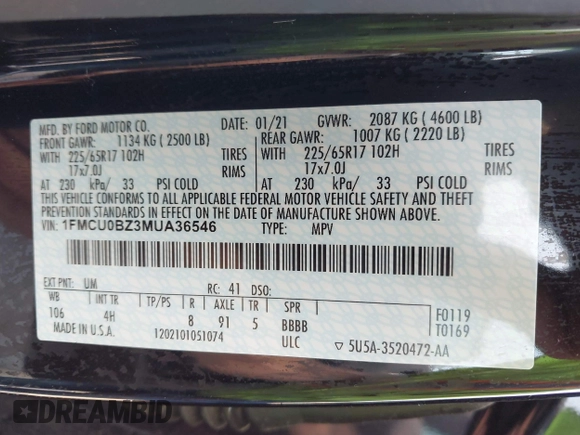 MFD. BY FORD MOTOR CO. DATE: 01/21 GVWR: 2087 KG ( 4600 LB)
FRONT GAWR: 1134 KG ( 2500 LB) REAR GAWR: 1007 KG ( 2220 LB)
WITH 225/65R17 102H TIRES WITH 225/65R17 102H TIRES
17x7.0J RIMS 17x7.0J RIMS
AT 230 kPa/ 33 PSI COLD AT 230 kPa/ 33 PSI COLD
THIS VEHICLE CONFORMS TO ALL APPLICABLE FEDERAL MOTOR VEHICLE SAFETY AND THEFT
PREVENTION STANDARDS IN EFFECT ON THE DATE OF MANUFACTURE SHOWN ABOVE.
VIN: 1FMCU0BZ3MUA36546 TYPE: MPV
EXT PNT: UM RC: 41 DSO:
WB INT TR TP/PS R AXLE TR SPR
106 4H 8 91 5 BBBB F0119
T0169
MADE IN U.S.A. 1202101051074 ULC ▽ 5U5A-3520472-AA
DREAMBID